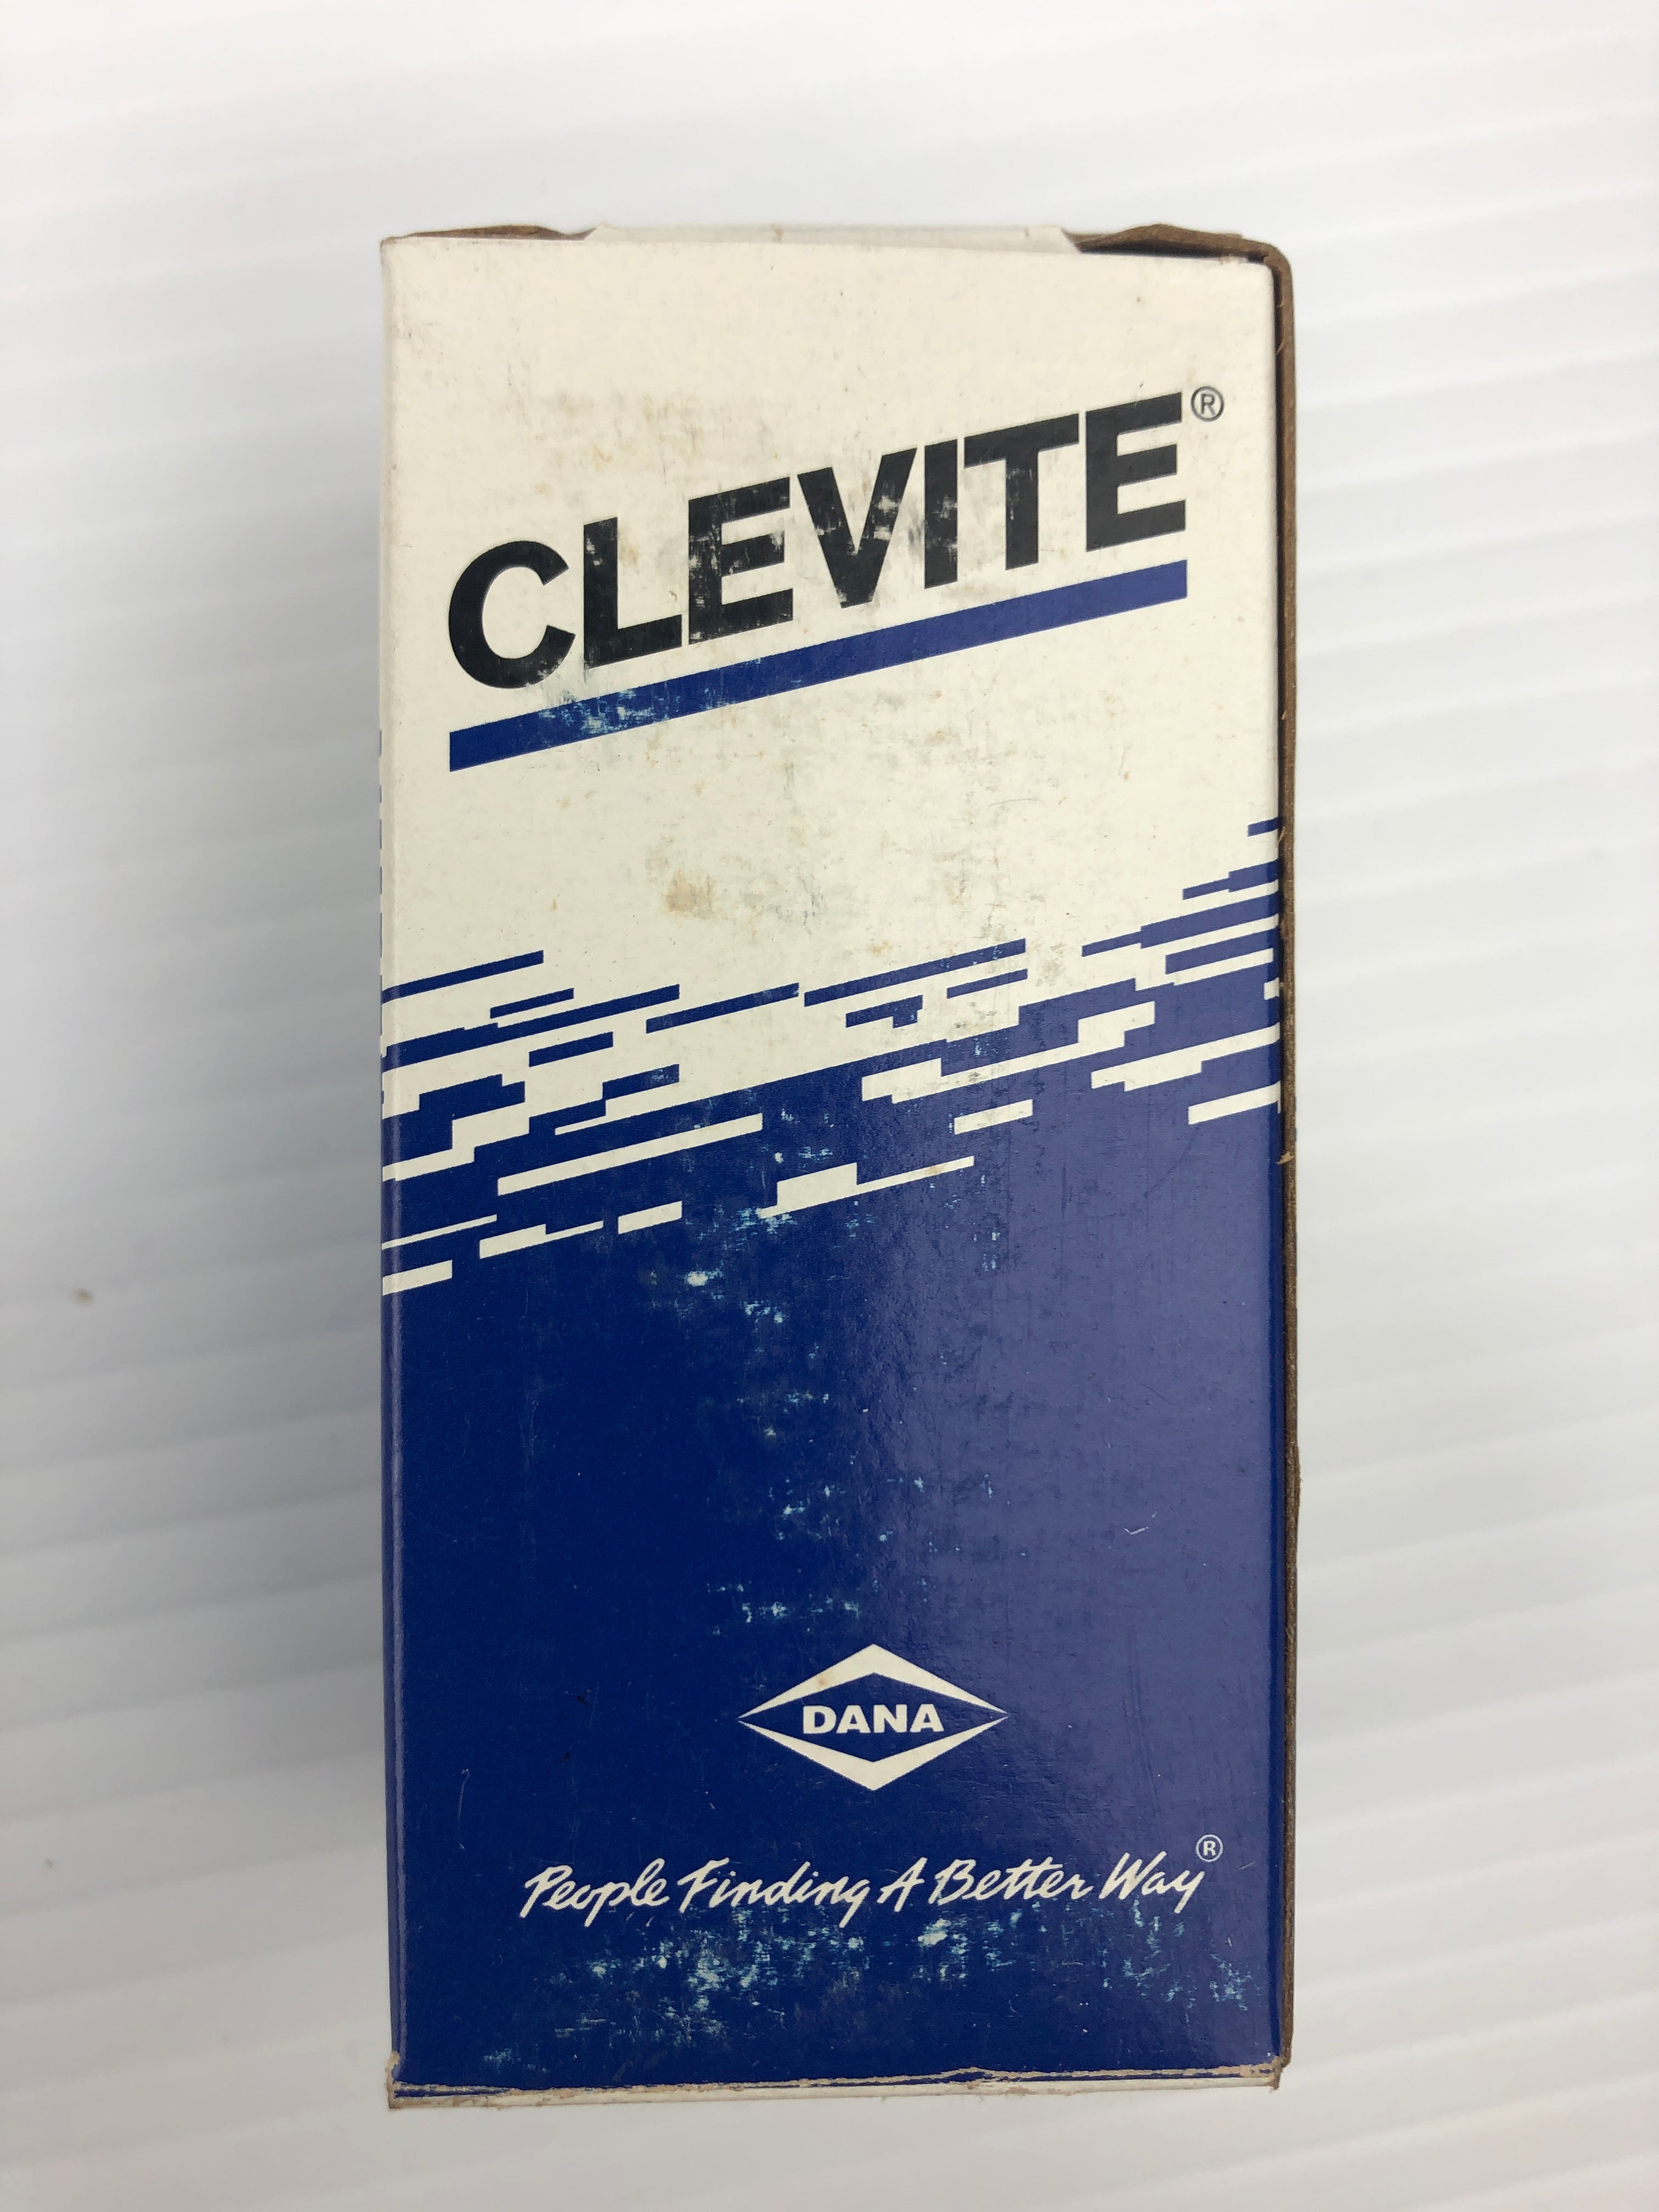 CLEVITE®
DANA
People Finding A Better Way®